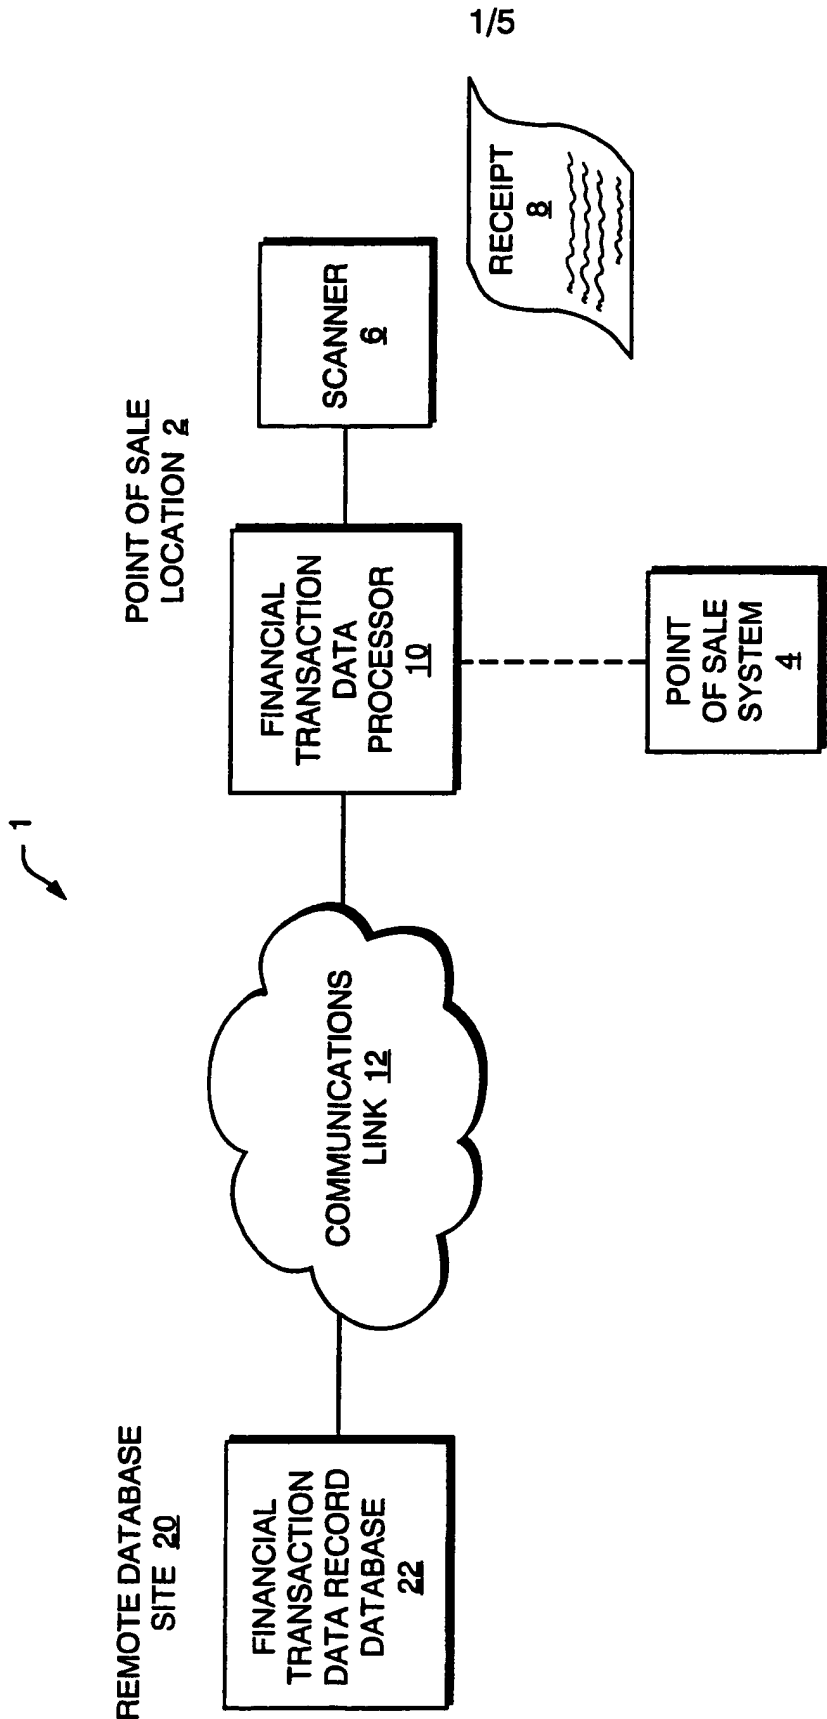 1/5
1
REMOTE DATABASE
SITE 20
FINANCIAL
TRANSACTION
DATA RECORD
DATABASE
22
COMMUNICATIONS
LINK 12
POINT OF SALE
LOCATION 2
FINANCIAL
TRANSACTION
DATA
PROCESSOR
10
SCANNER
6
RECEIPT
8
POINT
OF SALE
SYSTEM
4